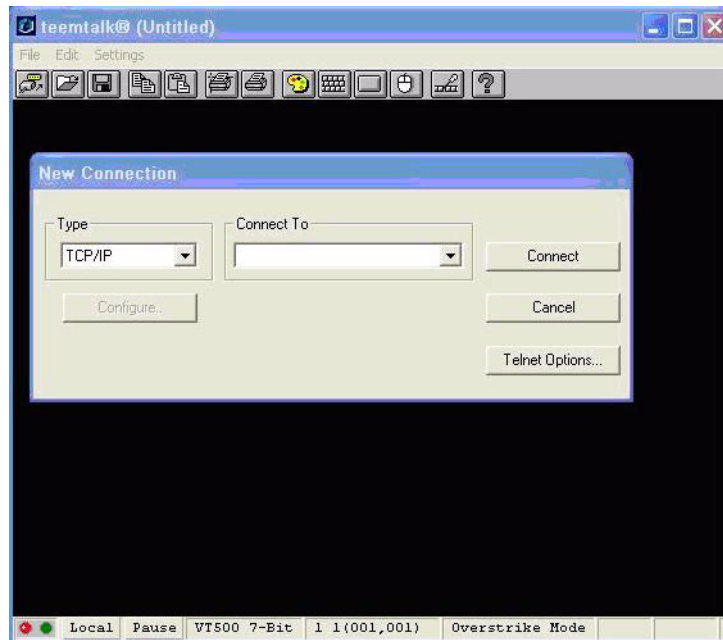 teemtalk® (Untitled)
File Edit Settings
New Connection
Type
Connect To
TCP/IP
Connect
Configure..
Cancel
Telnet Options...
Local Pause VT500 7-Bit 1 1(001,001) Overstrike Mode